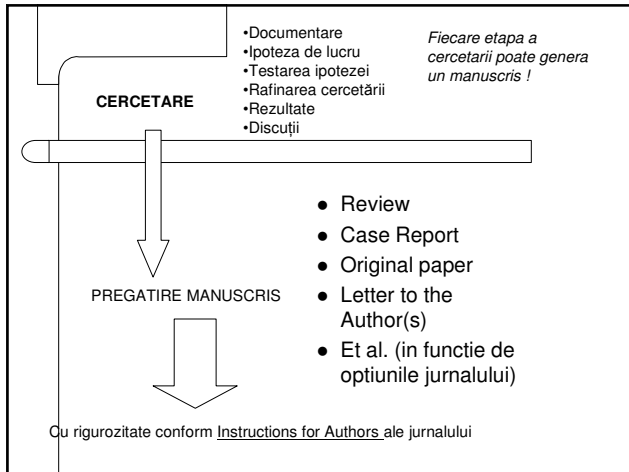 •Documentare
•Ipoteza de lucru
•Testarea ipotezei
•Rafinarea cercetării
•Rezultate
•Discuții
Fiecare etapa a
cercetarii poate genera
un manuscris !
CERCETARE
● Review
● Case Report
● Original paper
● Letter to the
Author(s)
● Et al. (in functie de
optiunile jurnalului)
PREGATIRE MANUSCRIS
Cu rigurozitate conform Instructions for Authors ale jurnalului